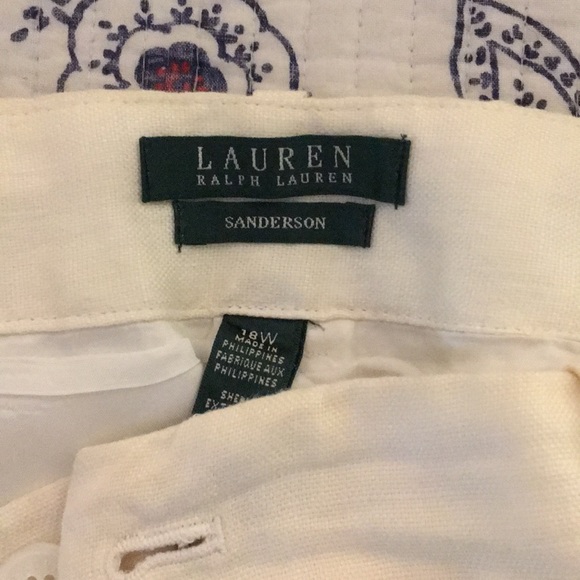 LAUREN
RALPH LAUREN
SANDERSON
18W
MADE IN
PHILIPPINES
FABRIQUE AUX
PHILIPPINES